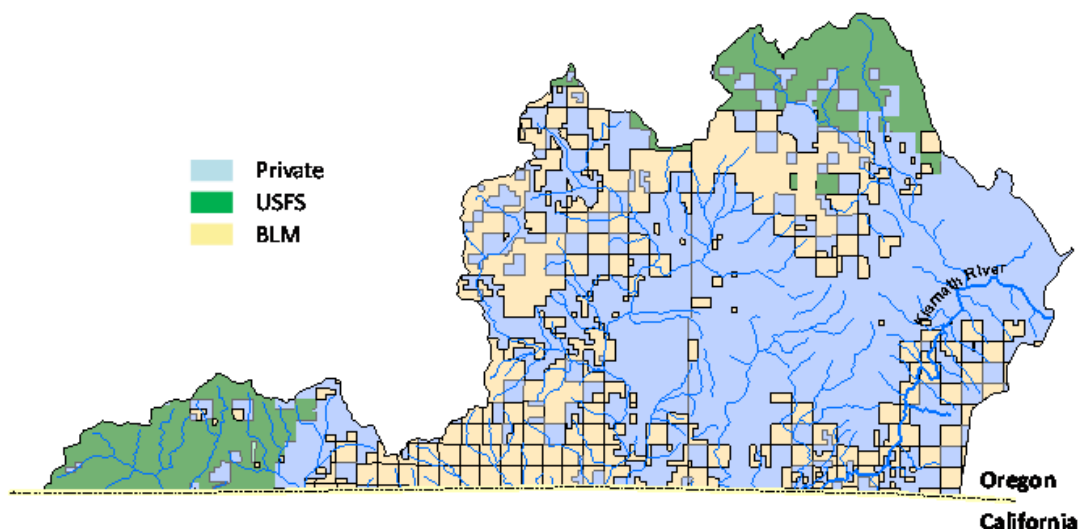 Private
USFS
BLM
Klamath River
Oregon
California